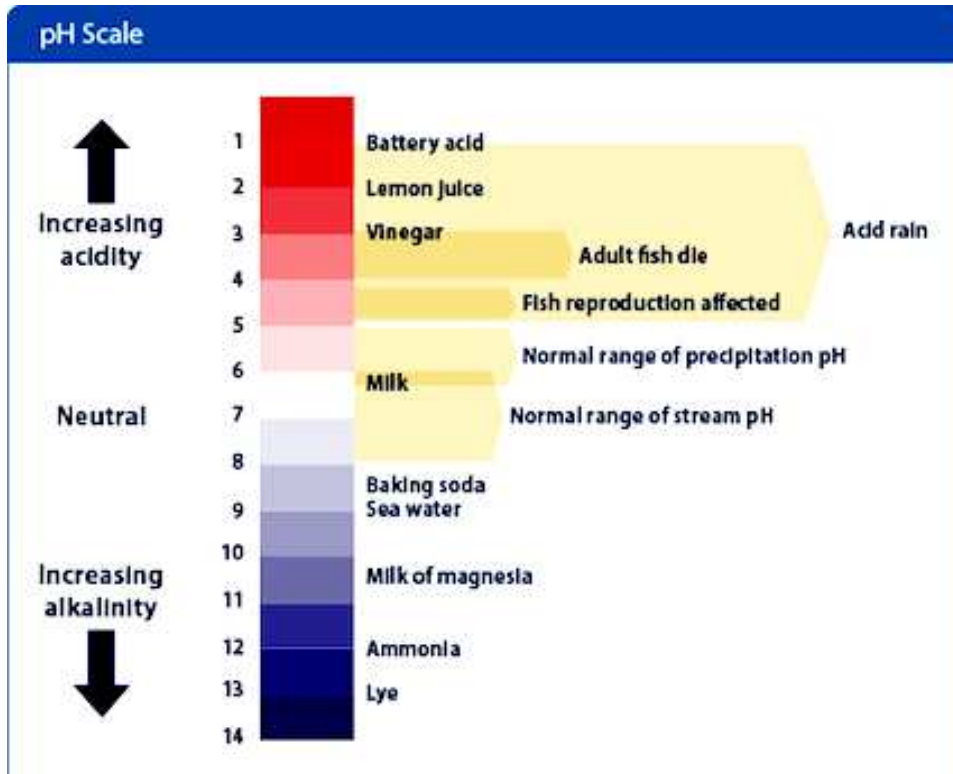 pH Scale
1
Battery acid
2
Lemon juice
Increasing
acidity
3
Vinegar
Acid rain
Adult fish die
4
Fish reproduction affected
5
Normal range of precipitation pH
6
Milk
Neutral
7
Normal range of stream pH
8
Baking soda
Sea water
9
10
Increasing
alkalinity
Milk of magnesia
11
12
Ammonia
13
Lye
14